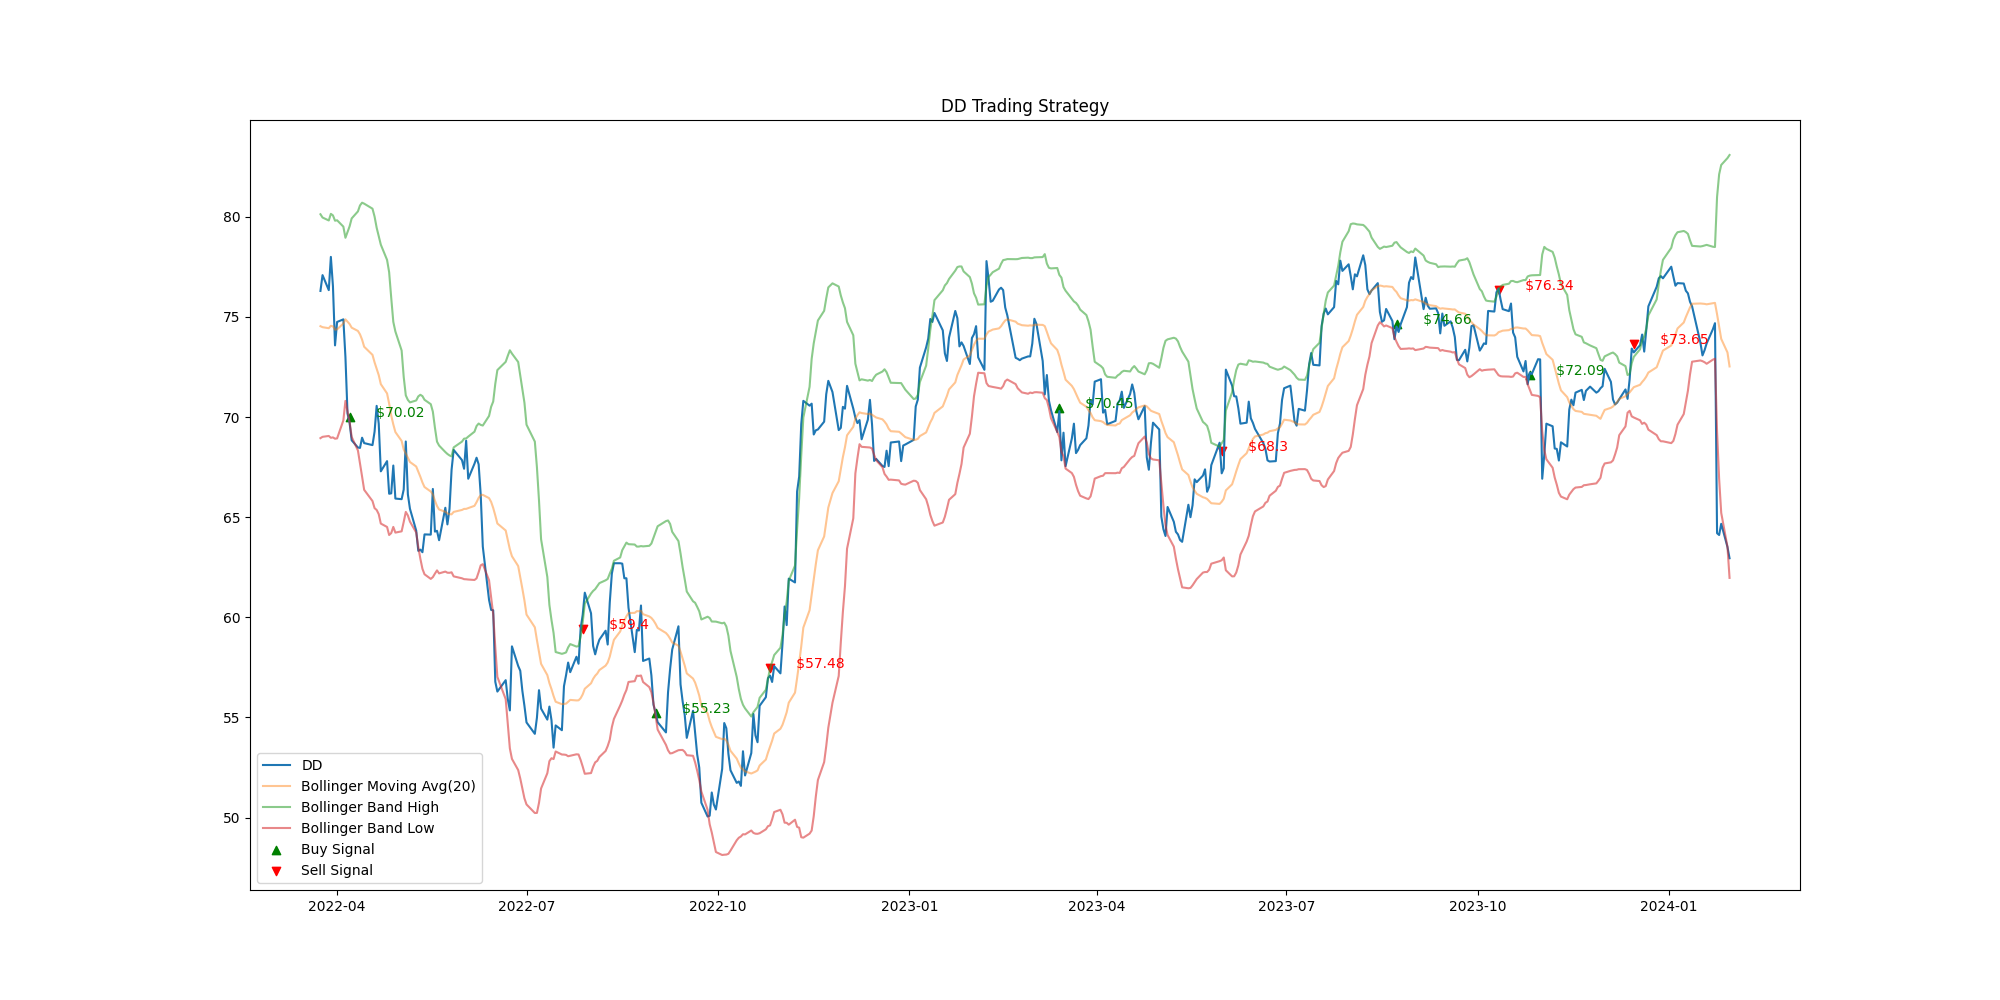 DD Trading Strategy
80
75
70
65
60
55
50
$70.02
$59.4
$55.23
$57.48
$70.45
$68.3
$74.66
$76.34
$72.09
$73.65
DD
Bollinger Moving Avg(20)
Bollinger Band High
Bollinger Band Low
Buy Signal
Sell Signal
2022-04 2022-07 2022-10 2023-01 2023-04 2023-07 2023-10 2024-01